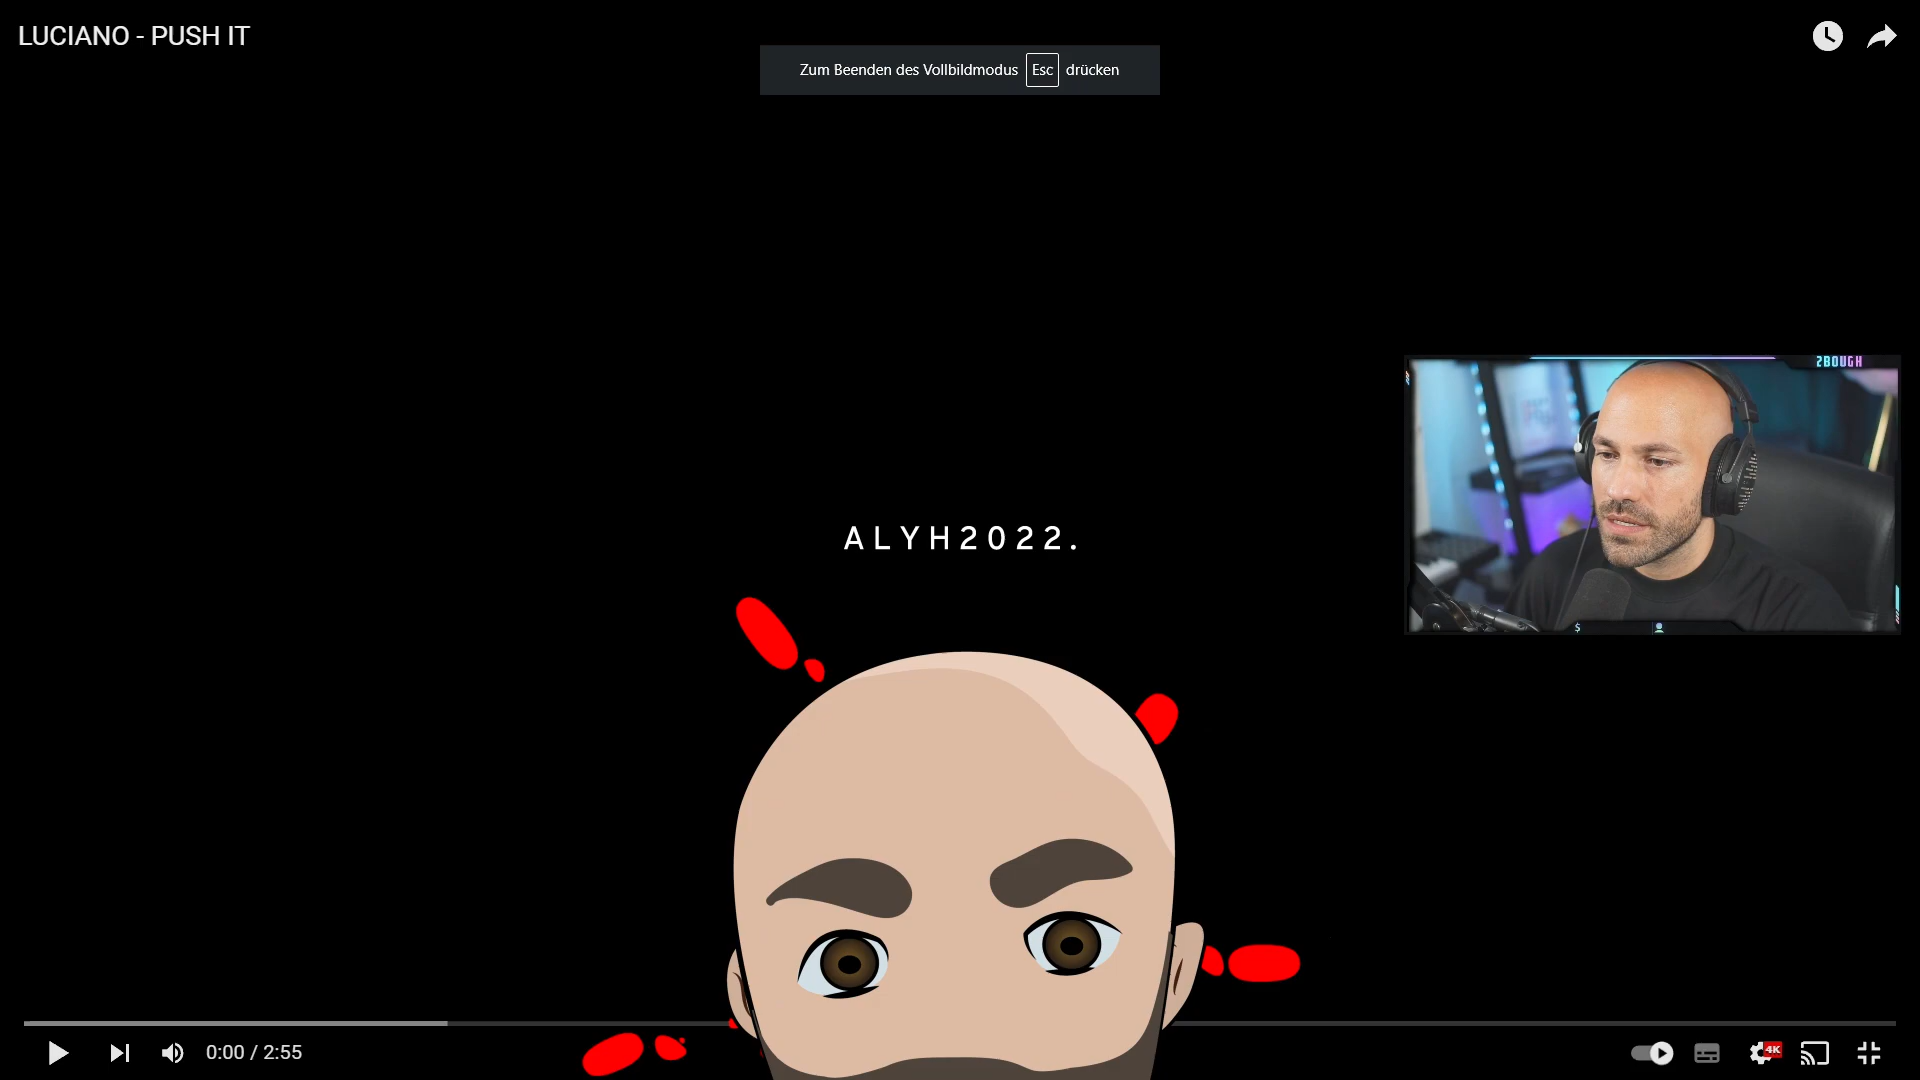 LUCIANO - PUSH IT
Zum Beenden des Vollbildmodus Esc drücken
2BOUGH
ALYH2022.
$
0:00 / 2:55
4K